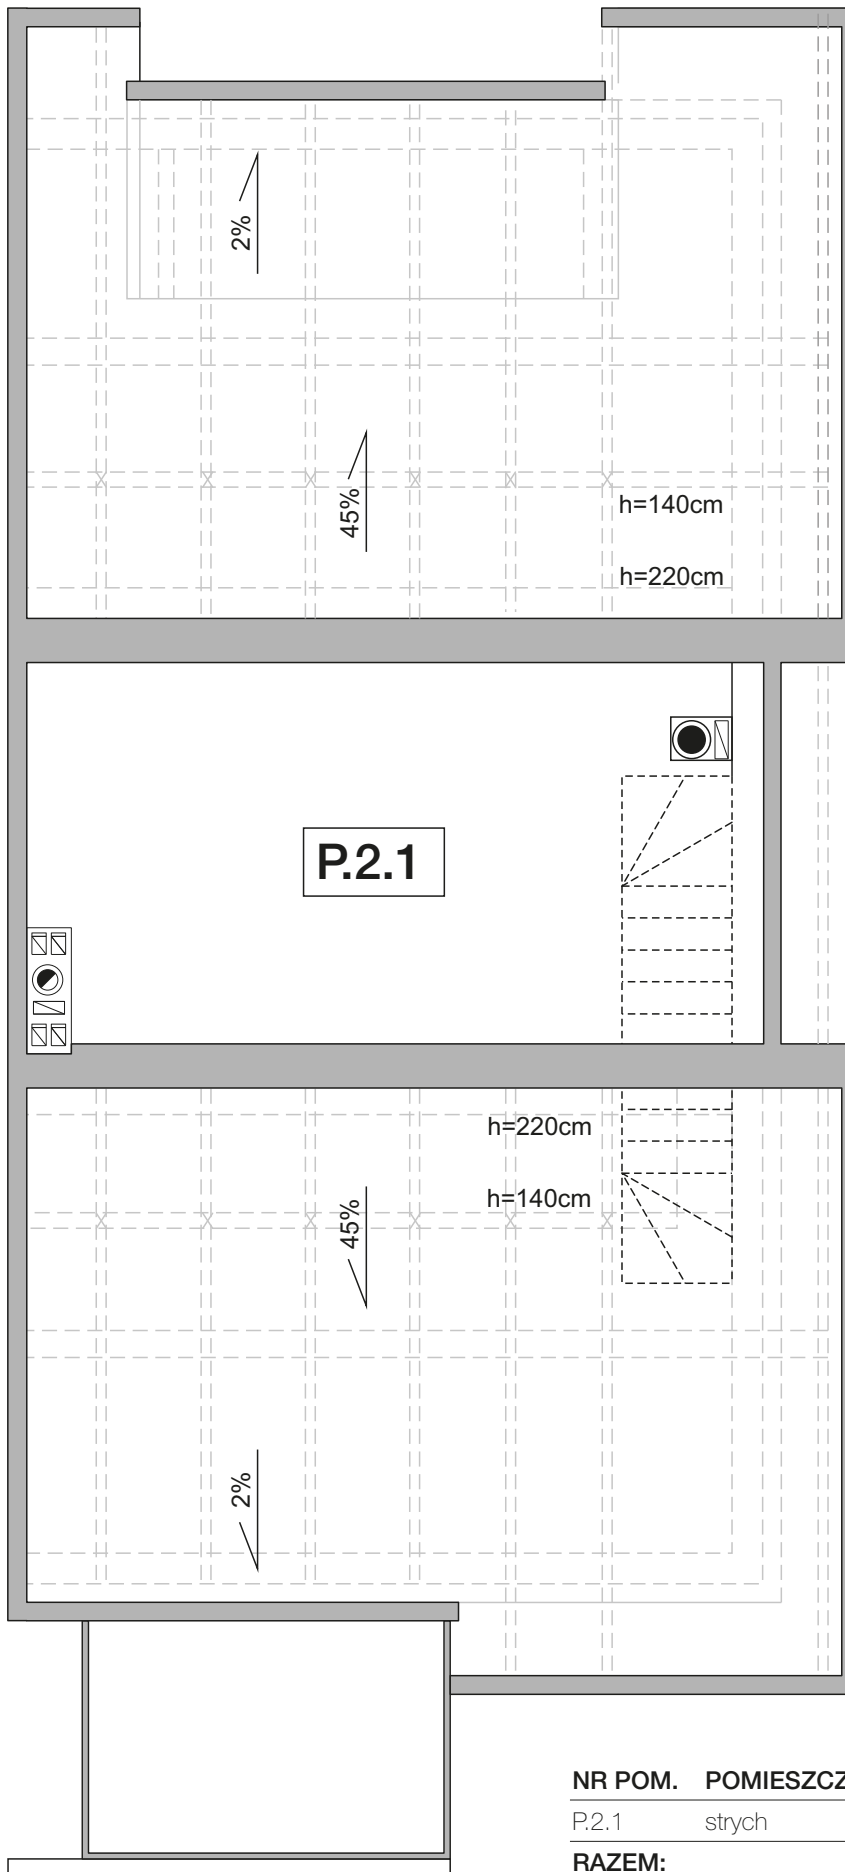 2%
45%
h=140cm
h=220cm
P.2.1
h=220cm
h=140cm
45%
2%
NR POM. POMIESZCZ
P.2.1 strych
RAZEM: